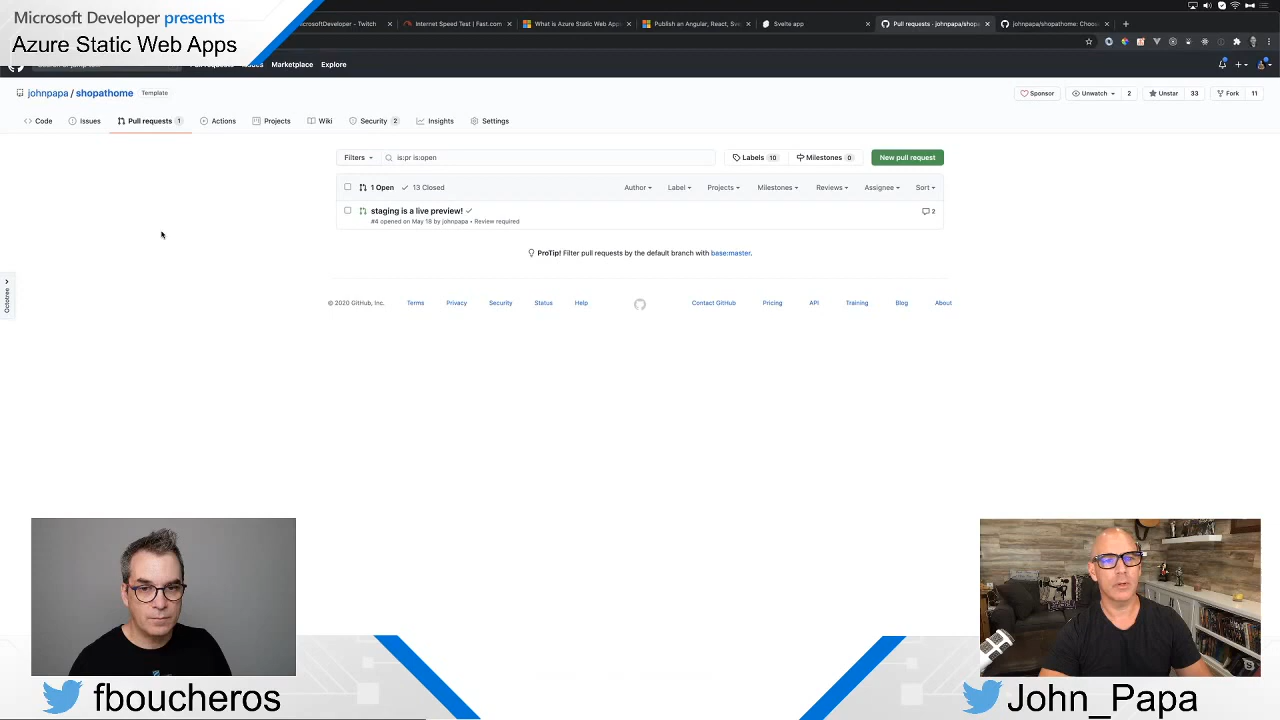 Microsoft Developer presents
Azure Static Web Apps
MicrosoftDeveloper - Twitch
Internet Speed Test | Fast.com
What is Azure Static Web Apps
Publish an Angular, React, Sve
Svelte app
Pull requests · johnpapa/shop
johnpapa/shopathome: Choos
Marketplace
Explore
johnpapa / shopathome
Template
Sponsor
Unwatch
2
Unstar
33
Fork
11
Code
Issues
Pull requests 1
Actions
Projects
Wiki
Security 2
Insights
Settings
Filters
is:pr is:open
Labels 10
Milestones 0
New pull request
1 Open
13 Closed
Author
Label
Projects
Milestones
Reviews
Assignee
Sort
staging is a live preview!
2
#4 opened on May 18 by johnpapa • Review required
ProTip! Filter pull requests by the default branch with base:master.
© 2020 GitHub, Inc.
Terms
Privacy
Security
Status
Help
Contact GitHub
Pricing
API
Training
Blog
About
Octotree
fboucheros
John_Papa